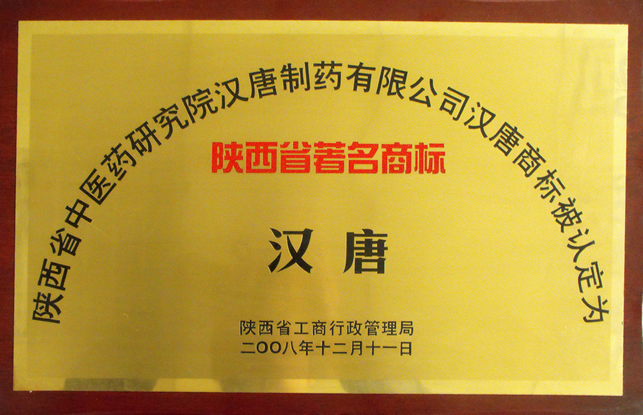 陕西省中医药研究院汉唐制药有限公司汉唐商标被认定为
陕西省著名商标
汉唐
陕西省工商行政管理局
二〇〇八年十二月十一日